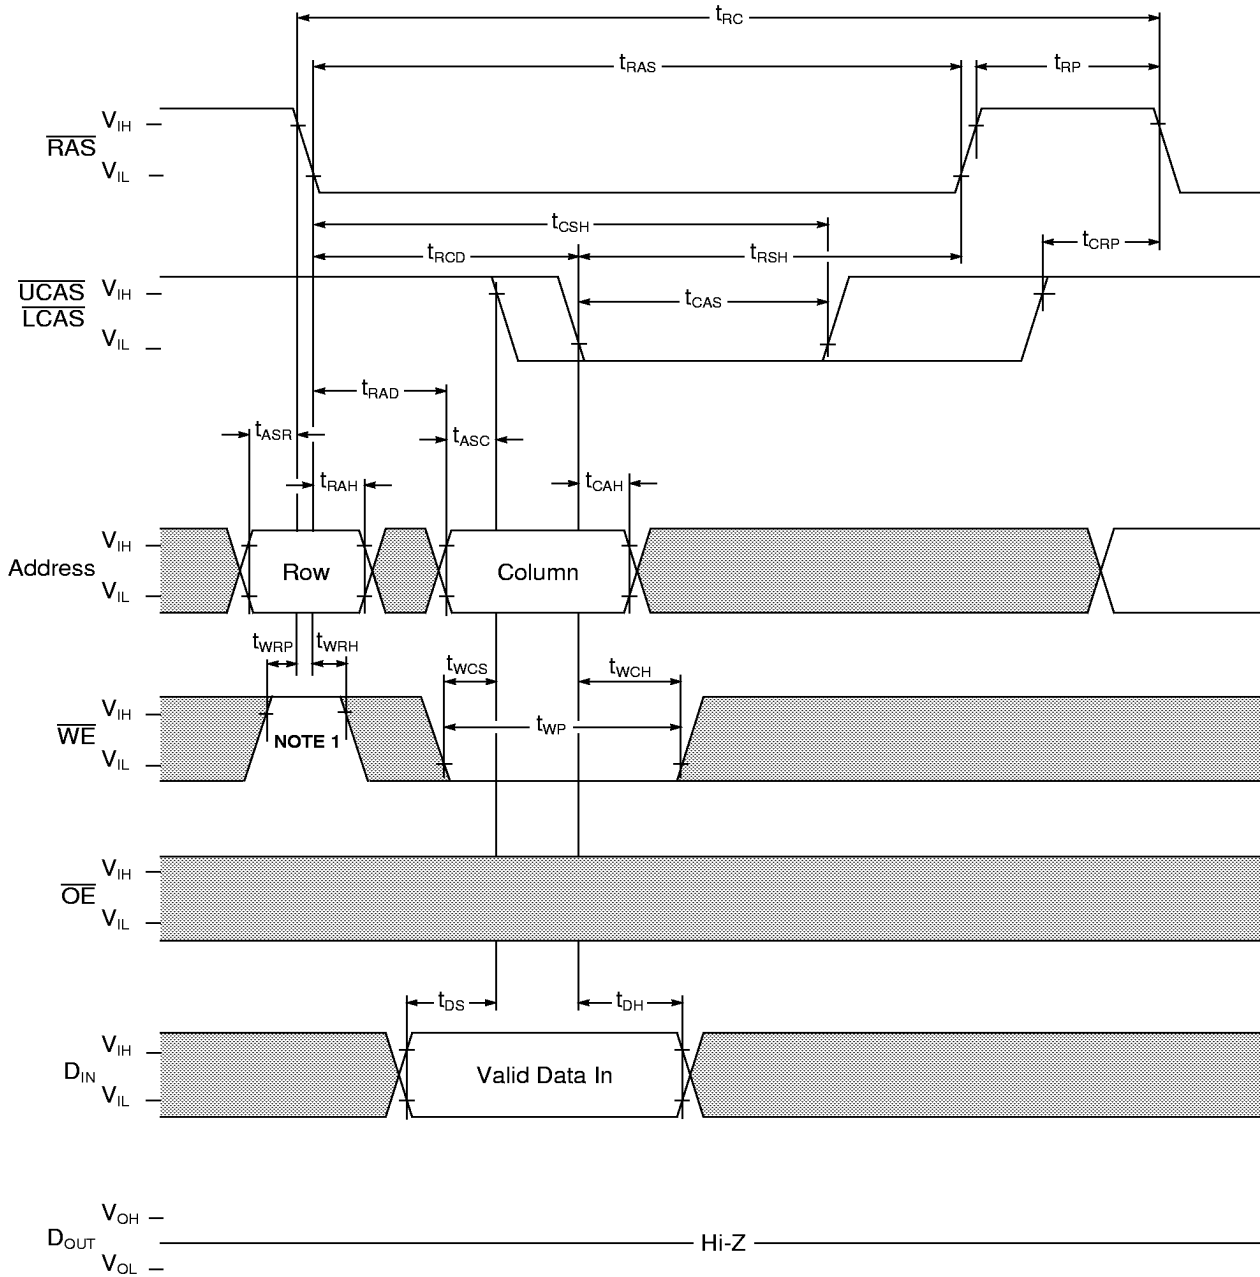 tRC
tRAS
tRP
VIH
RAS
VIL
tCSH
tRCD
tRSH
tCRP
UCAS
LCAS
VIH
tCAS
VIL
tRAD
tASR
tASC
tRAH
tCAH
VIH
Address
Row
Column
VIL
tWRP
tWRH
tWCS
tWCH
VIH
WE
NOTE 1
tWP
VIL
VIH
OE
VIL
tDS
tDH
VIH
DIN
Valid Data In
VIL
VOH
DOUT
Hi-Z
VOL